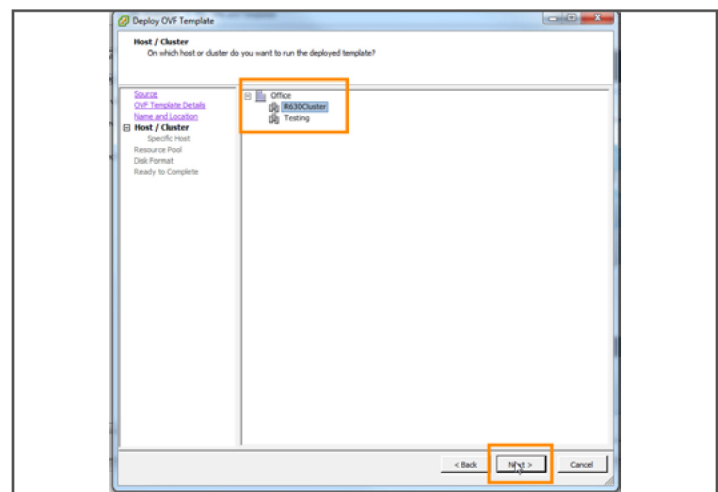 Deploy OVF Template
Host / Cluster
On which host or cluster do you want to run the deployed template?
Source
OVF Template Details
Name and Location
Host / Cluster
Specific Host
Resource Pool
Disk Format
Ready to Complete
Office
R630Cluster
Testing
< Back Next > Cancel